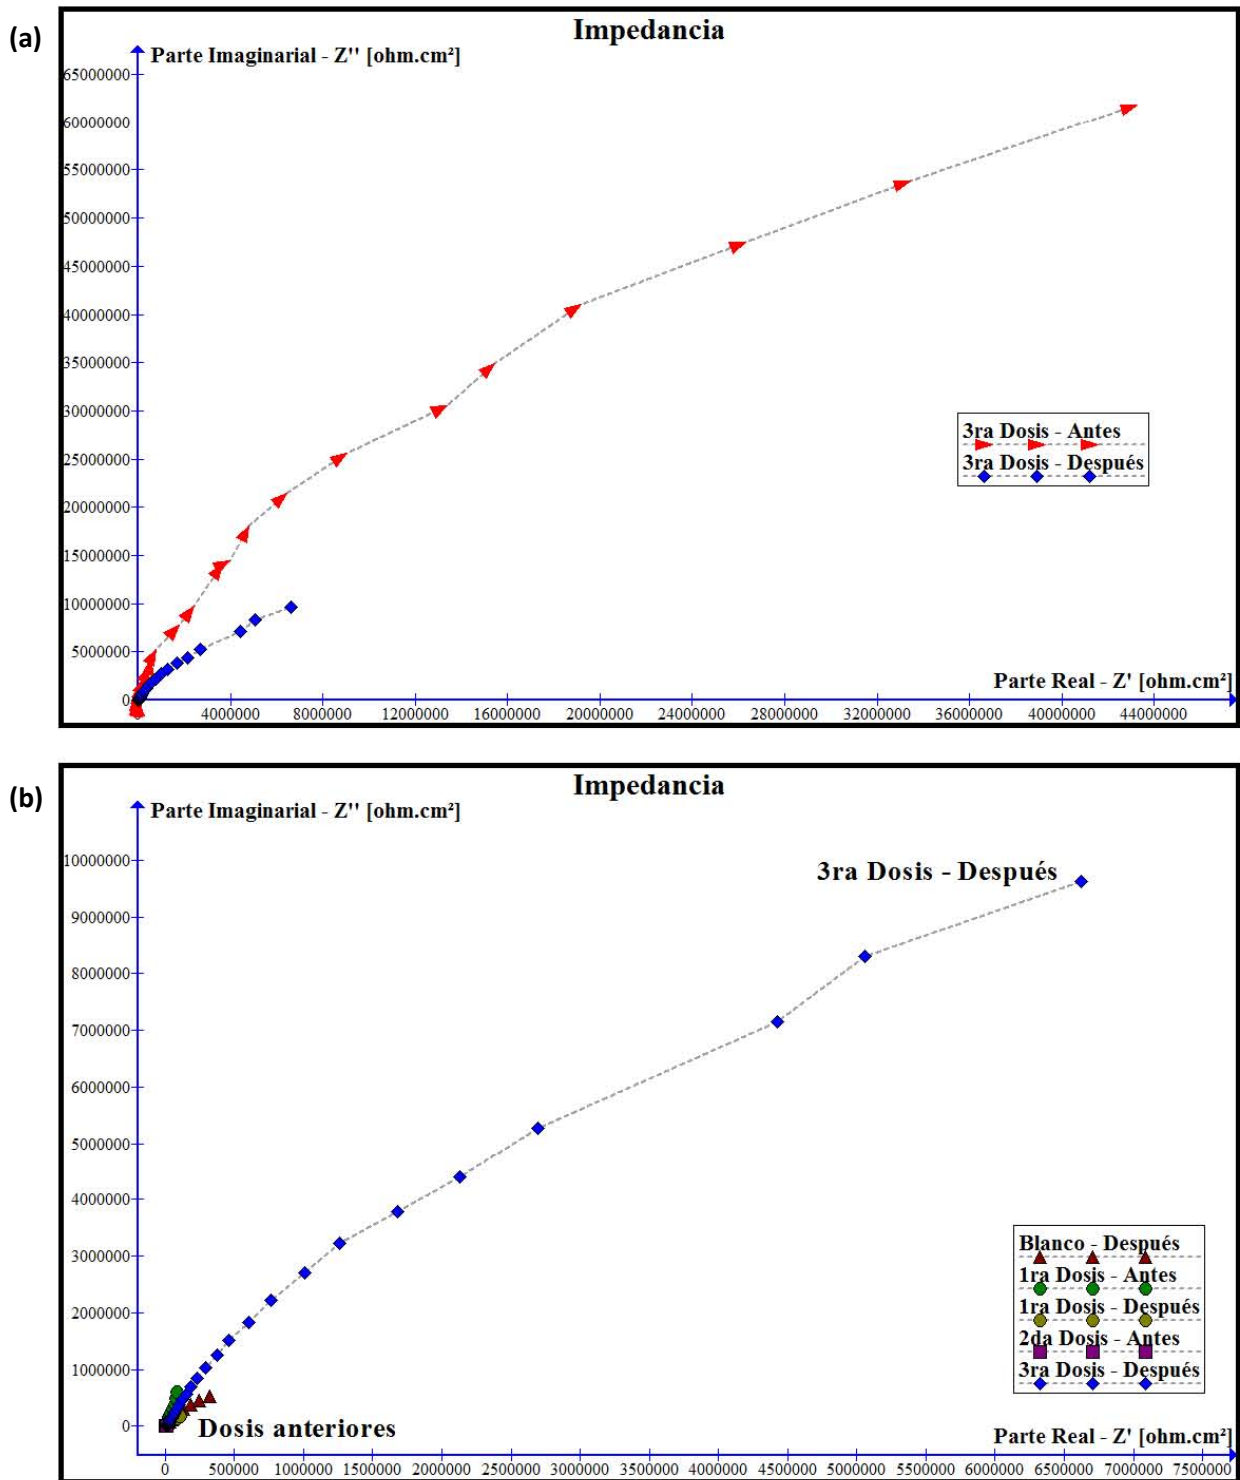 (a)
Impedancia
Parte Imaginarial - Z'' [ohm.cm²]
65000000
60000000
55000000
50000000
45000000
40000000
35000000
30000000
25000000
20000000
15000000
10000000
5000000
0
3ra Dosis - Antes
3ra Dosis - Después
Parte Real - Z' [ohm.cm²]
4000000 8000000 12000000 16000000 20000000 24000000 28000000 32000000 36000000 40000000 44000000
(b)
Impedancia
Parte Imaginarial - Z'' [ohm.cm²]
3ra Dosis - Después
10000000
9000000
8000000
7000000
6000000
5000000
4000000
3000000
2000000
1000000
0
Blanco - Después
1ra Dosis - Antes
1ra Dosis - Después
2da Dosis - Antes
3ra Dosis - Después
Dosis anteriores
Parte Real - Z' [ohm.cm²]
0 500000 1000000 1500000 2000000 2500000 3000000 3500000 4000000 4500000 5000000 5500000 6000000 6500000 7000000 7500000